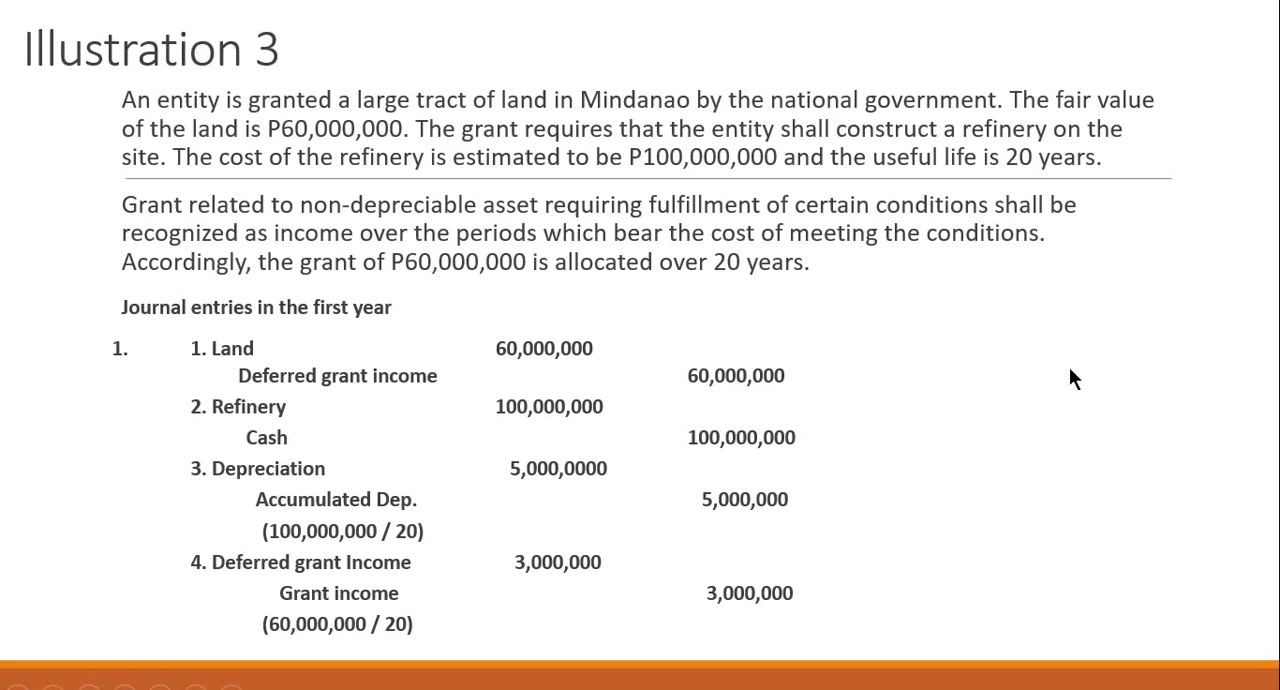 Illustration 3
An entity is granted a large tract of land in Mindanao by the national government. The fair value
of the land is P60,000,000. The grant requires that the entity shall construct a refinery on the
site. The cost of the refinery is estimated to be P100,000,000 and the useful life is 20 years.
Grant related to non-depreciable asset requiring fulfillment of certain conditions shall be
recognized as income over the periods which bear the cost of meeting the conditions.
Accordingly, the grant of P60,000,000 is allocated over 20 years.
Journal entries in the first year
1. 1. Land 60,000,000
Deferred grant income 60,000,000
2. Refinery 100,000,000
Cash 100,000,000
3. Depreciation 5,000,0000
Accumulated Dep. 5,000,000
(100,000,000 / 20)
4. Deferred grant Income 3,000,000
Grant income 3,000,000
(60,000,000 / 20)